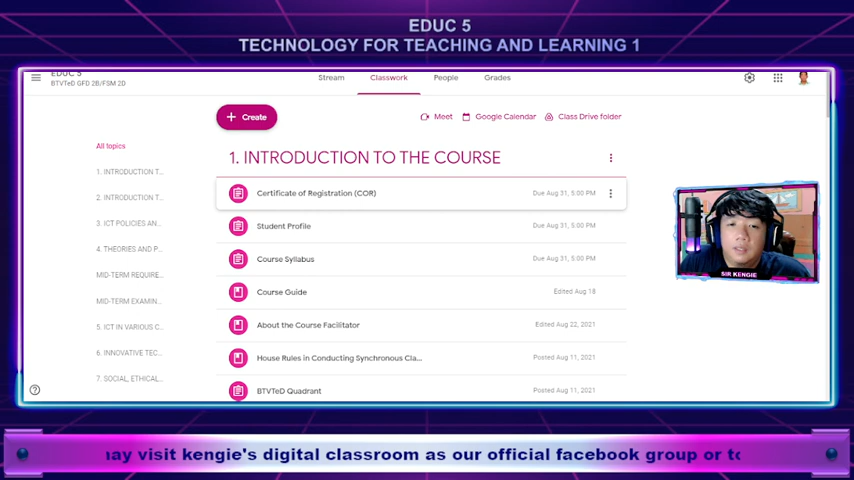 EDUC 5
TECHNOLOGY FOR TEACHING AND LEARNING 1
EDUC 5
BTVTeD GFD 2B/FSM 2D
Stream
Classwork
People
Grades
Create
Meet
Google Calendar
Class Drive folder
All topics
1. INTRODUCTION T...
2. INTRODUCTION T...
3. ICT POLICIES AN...
4. THEORIES AND P...
MID-TERM REQUIRE...
MID-TERM EXAMIN...
5. ICT IN VARIOUS C...
6. INNOVATIVE TEC...
7. SOCIAL, ETHICAL...
1. INTRODUCTION TO THE COURSE
Certificate of Registration (COR) Due Aug 31, 5:00 PM
Student Profile Due Aug 31, 5:00 PM
Course Syllabus Due Aug 31, 5:00 PM
Course Guide Edited Aug 18
About the Course Facilitator Edited Aug 22, 2021
House Rules in Conducting Synchronous Cla... Posted Aug 11, 2021
BTVTeD Quadrant Posted Aug 11, 2021
SIR KENGIE
may visit kengie's digital classroom as our official facebook group or to